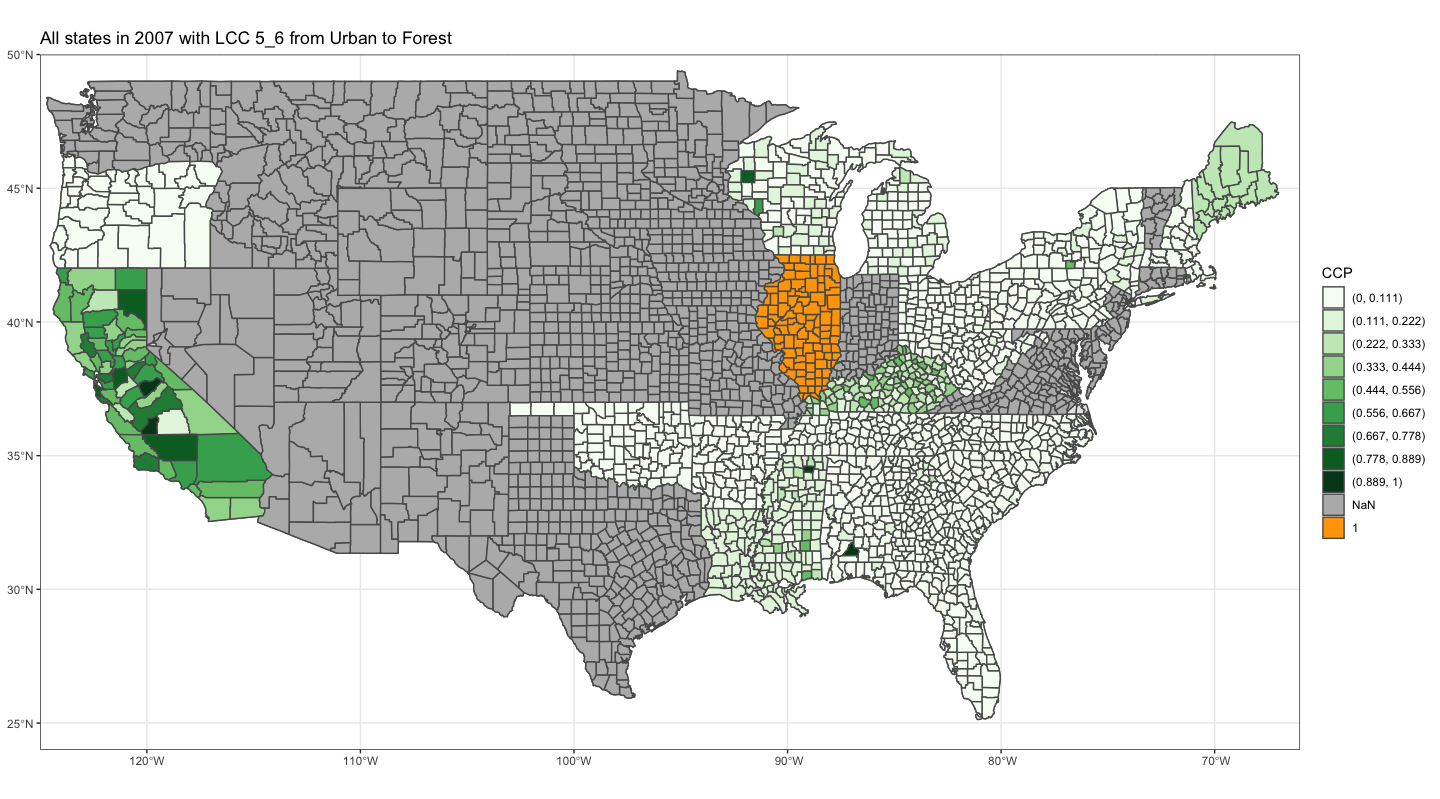 All states in 2007 with LCC 5_6 from Urban to Forest
50°N
45°N
40°N
35°N
30°N
25°N
120°W
110°W
100°W
90°W
80°W
70°W
CCP
(0, 0.111)
(0.111, 0.222)
(0.222, 0.333)
(0.333, 0.444)
(0.444, 0.556)
(0.556, 0.667)
(0.667, 0.778)
(0.778, 0.889)
(0.889, 1)
NaN
1